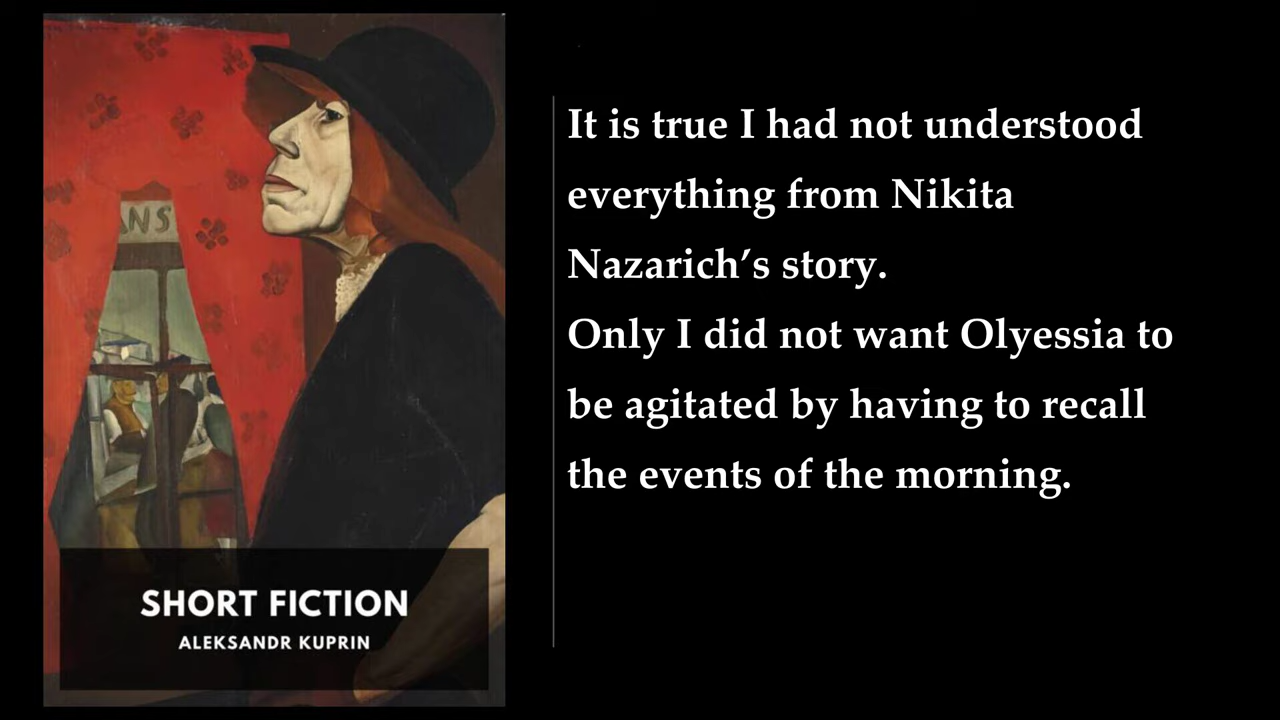 ANS
SHORT FICTION
ALEKSANDR KUPRIN
It is true I had not understood
everything from Nikita
Nazarich’s story.
Only I did not want Olyessia to
be agitated by having to recall
the events of the morning.